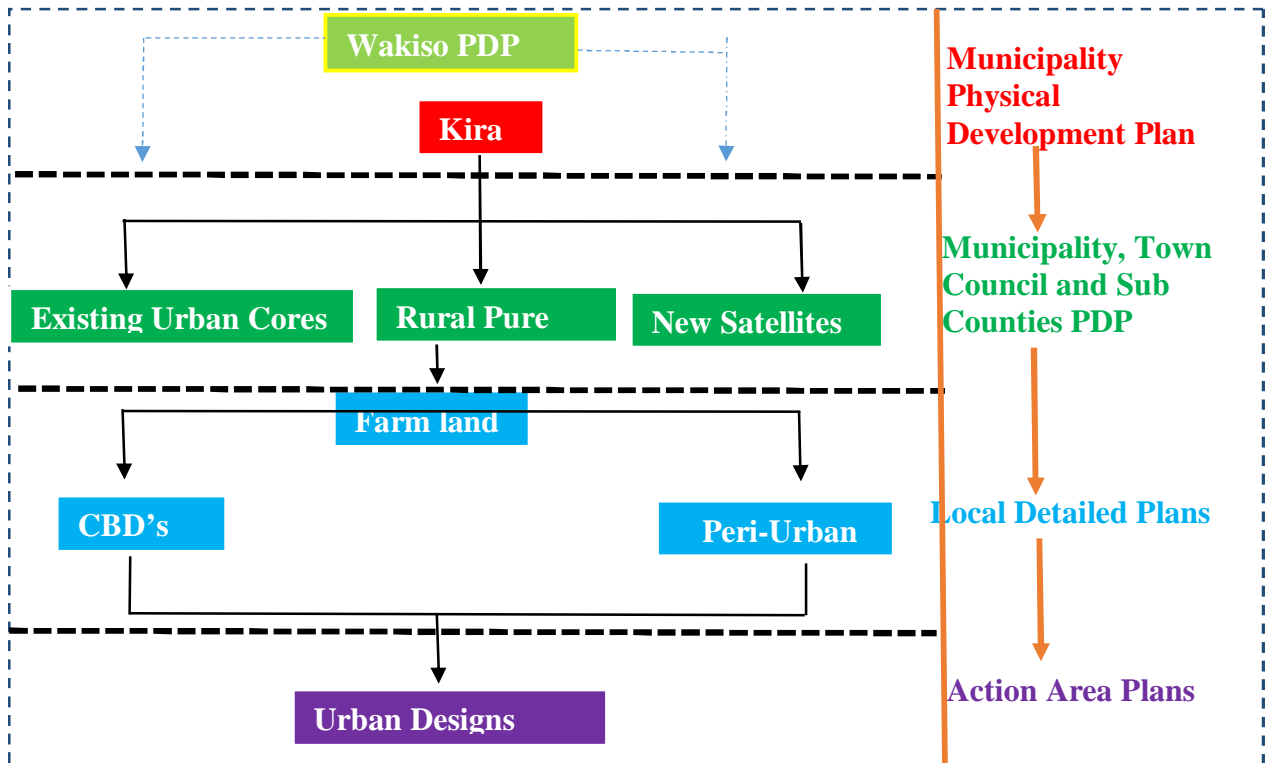 Wakiso PDP
Kira
Municipality
Physical
Development Plan
Existing Urban Cores
Rural Pure
New Satellites
Municipality, Town
Council and Sub
Counties PDP
Farm land
CBD's
Peri-Urban
Local Detailed Plans
Urban Designs
Action Area Plans